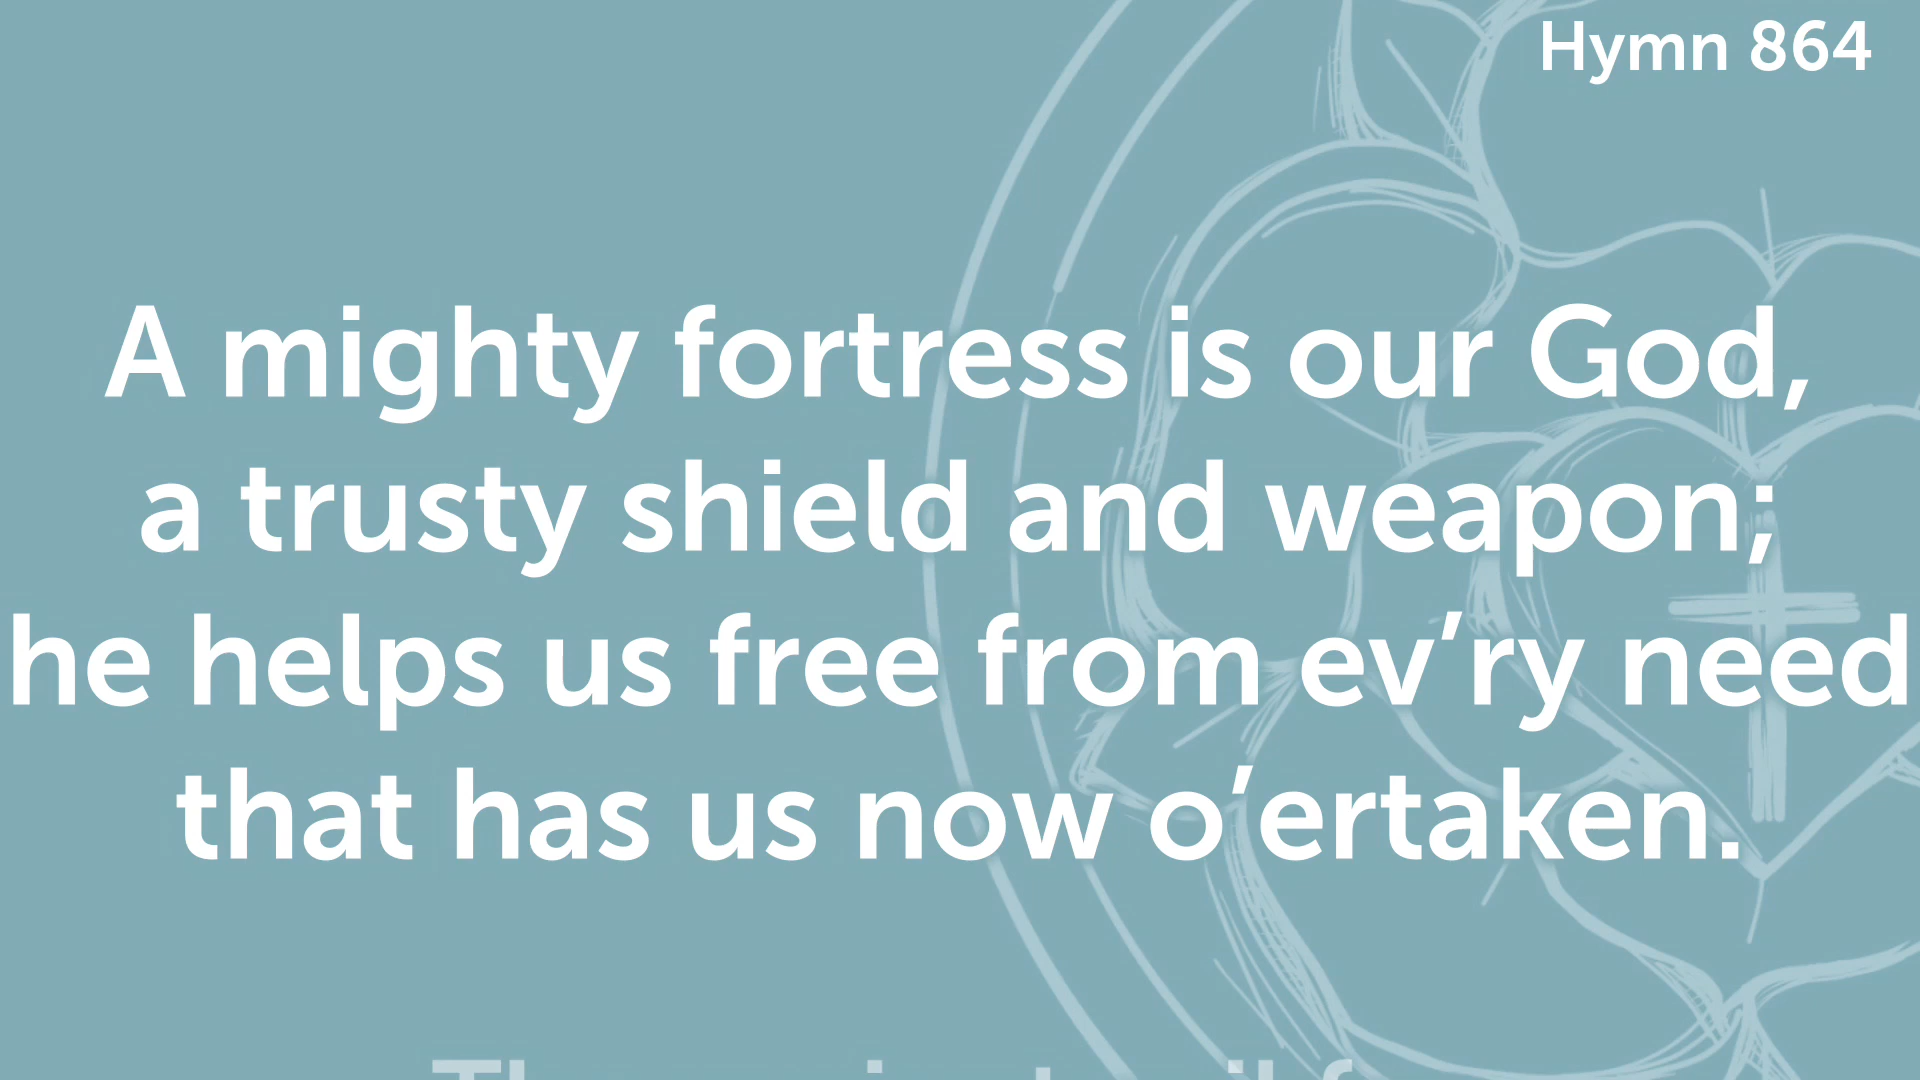 Hymn 864
A mighty fortress is our God,
a trusty shield and weapon;
he helps us free from ev’ry need
that has us now o’ertaken.